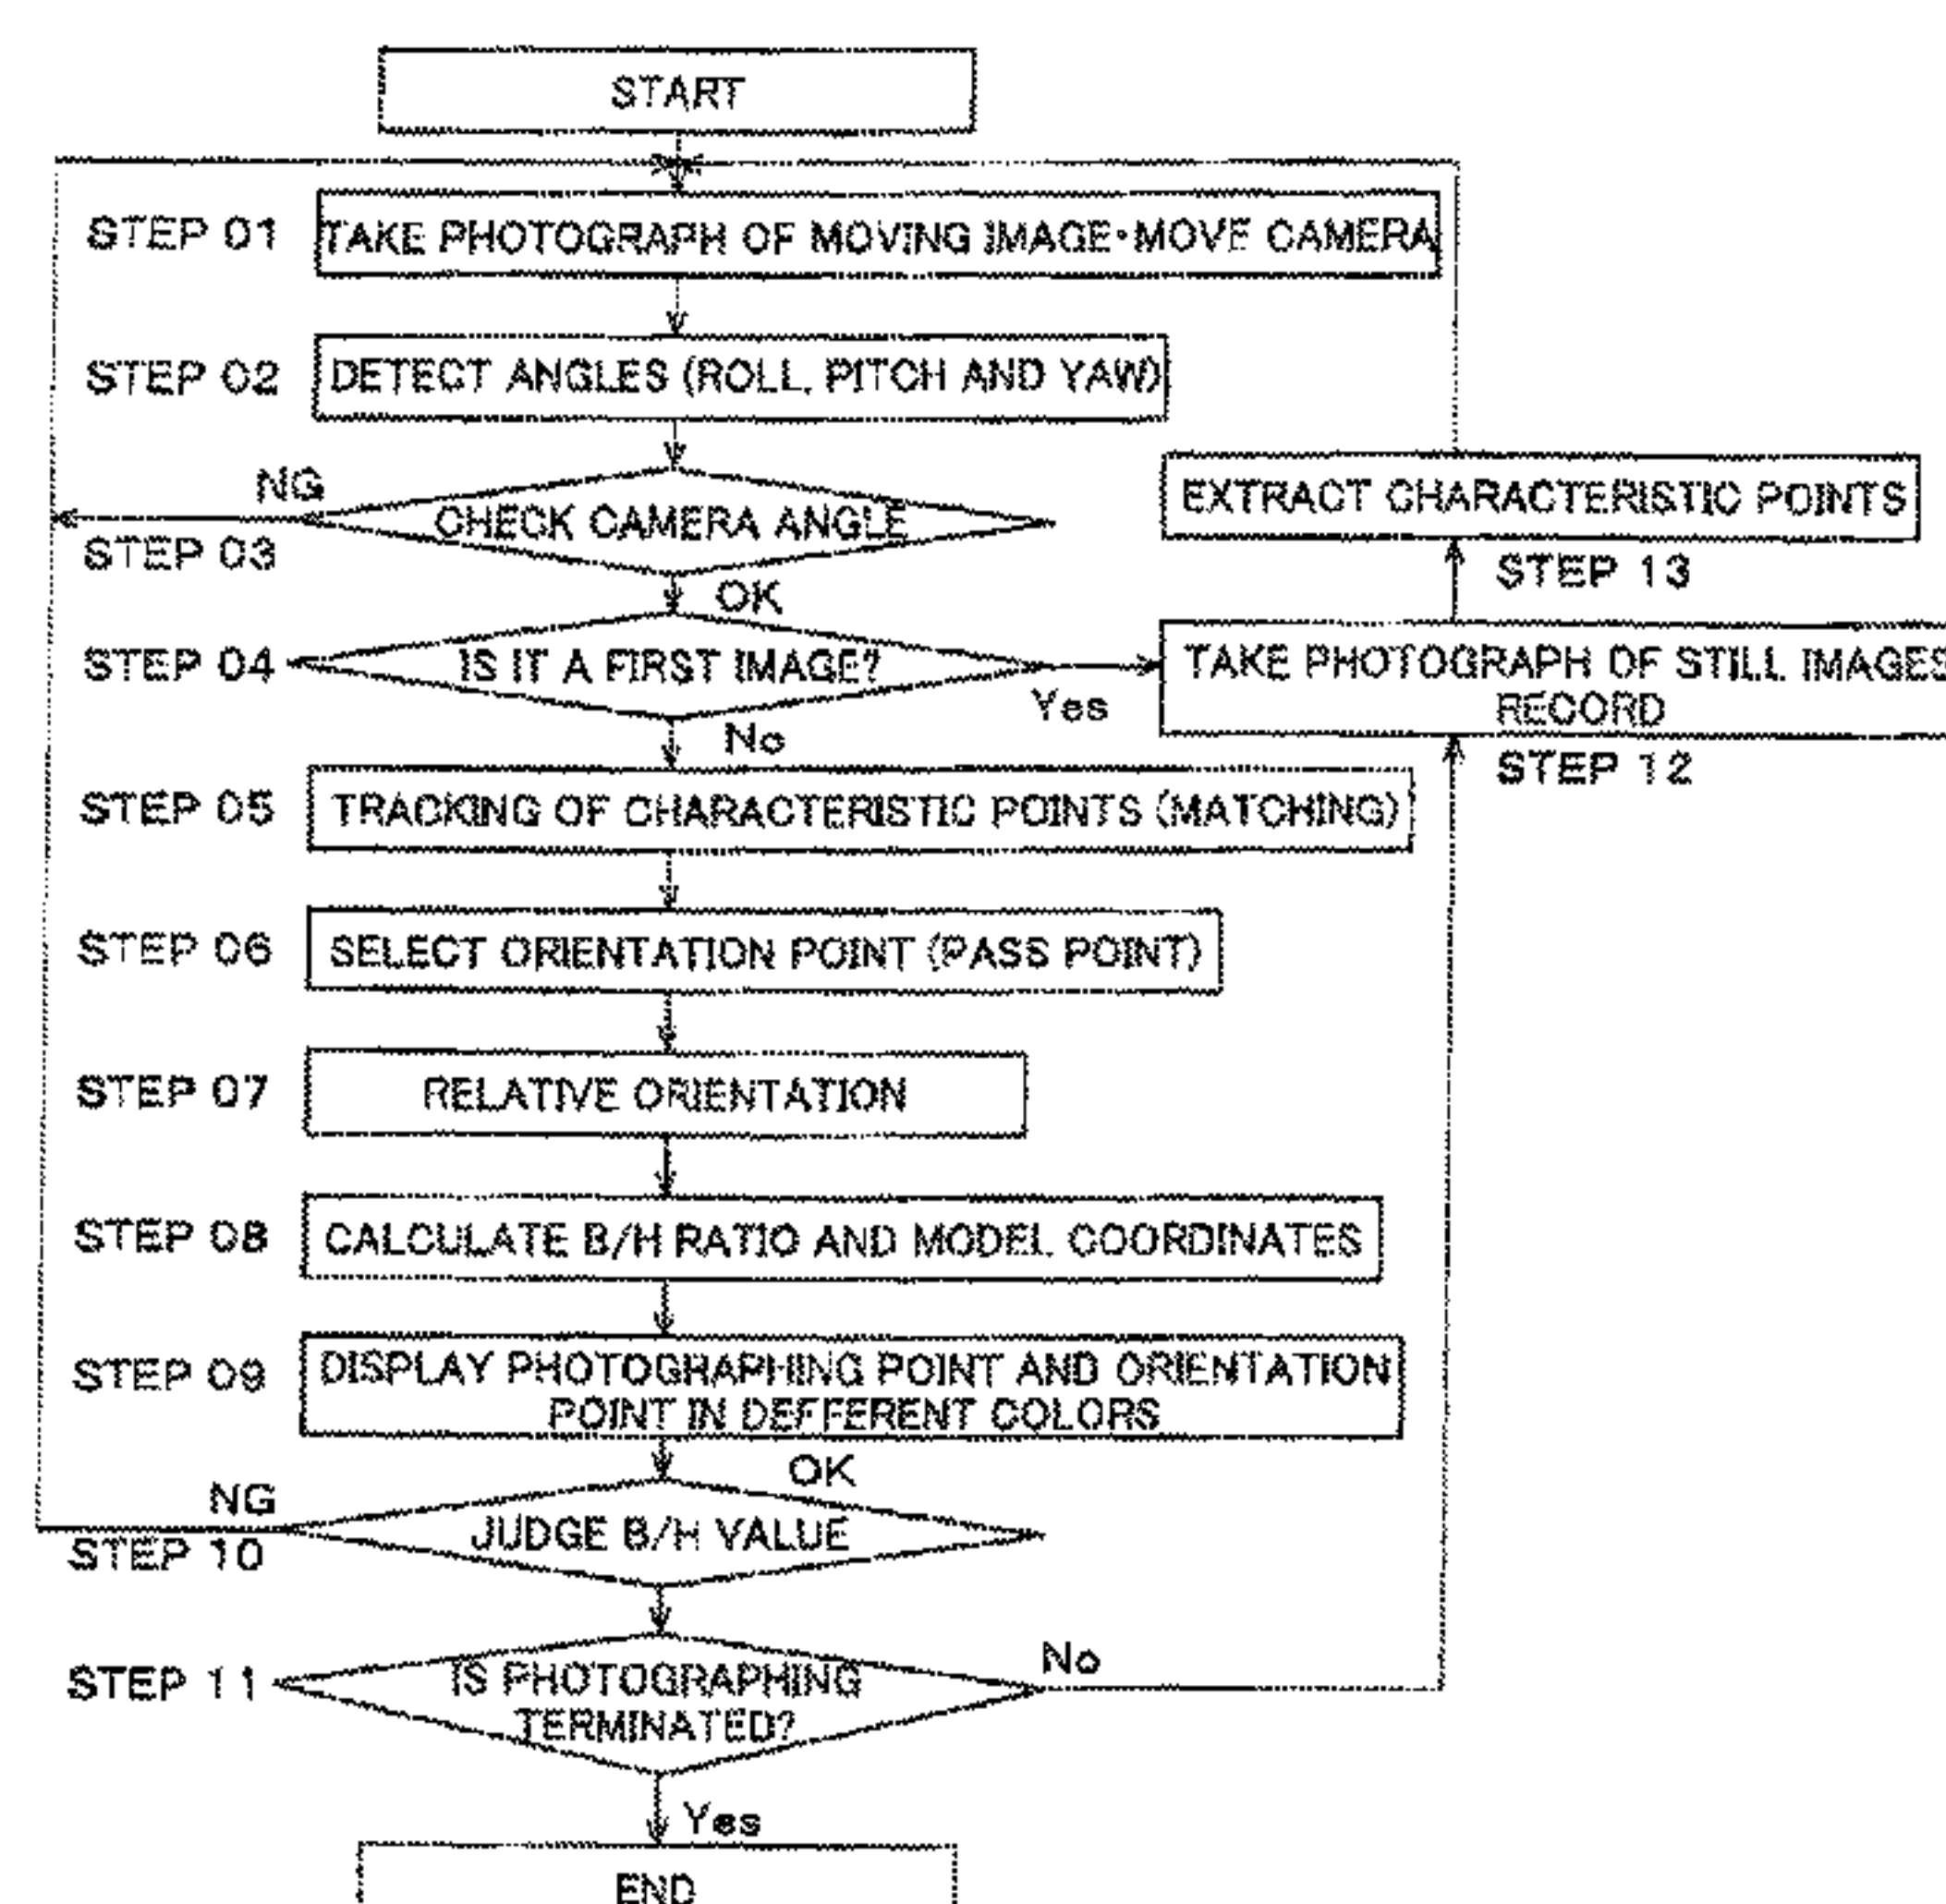 START
STEP 01
TAKE PHOTOGRAPH OF MOVING IMAGE·MOVE CAMERA
STEP 02
DETECT ANGLES (ROLL, PITCH AND YAW)
NG
CHECK CAMERA ANGLE
STEP 03
OK
EXTRACT CHARACTERISTIC POINTS
STEP 13
STEP 04
IS IT A FIRST IMAGE?
Yes
No
TAKE PHOTOGRAPH OF STILL IMAGES
RECORD
STEP 12
STEP 05
TRACKING OF CHARACTERISTIC POINTS (MATCHING)
STEP 06
SELECT ORIENTATION POINT (PASS POINT)
STEP 07
RELATIVE ORIENTATION
STEP 08
CALCULATE B/H RATIO AND MODEL COORDINATES
STEP 09
DISPLAY PHOTOGRAPHING POINT AND ORIENTATION
POINT IN DEFFERENT COLORS
OK
NG
JUDGE B/H VALUE
STEP 10
STEP 11
IS PHOTOGRAPHING
TERMINATED?
No
Yes
END